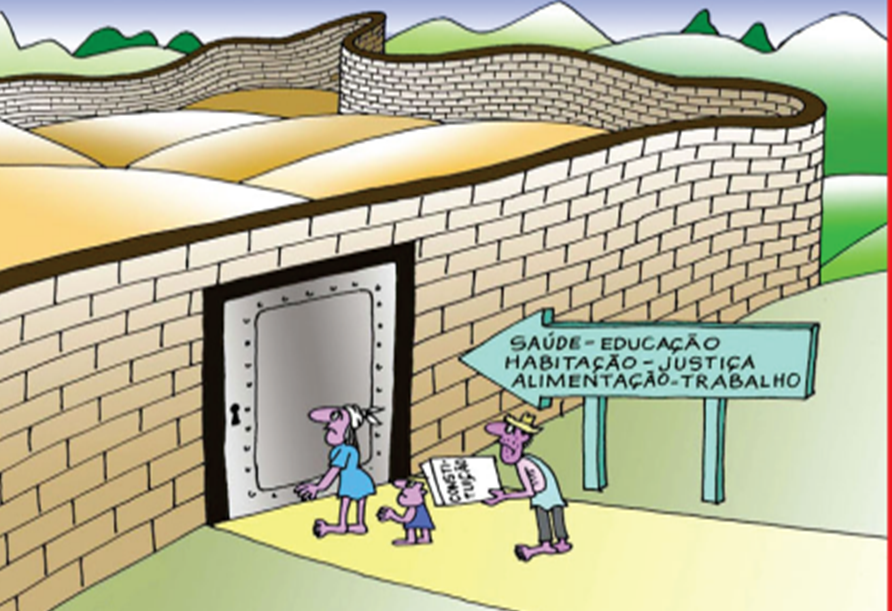 SAÚDE - EDUCAÇÃO
HABITAÇÃO - JUSTIÇA
ALIMENTAÇÃO - TRABALHO
CONSTI-
TUIÇÃO